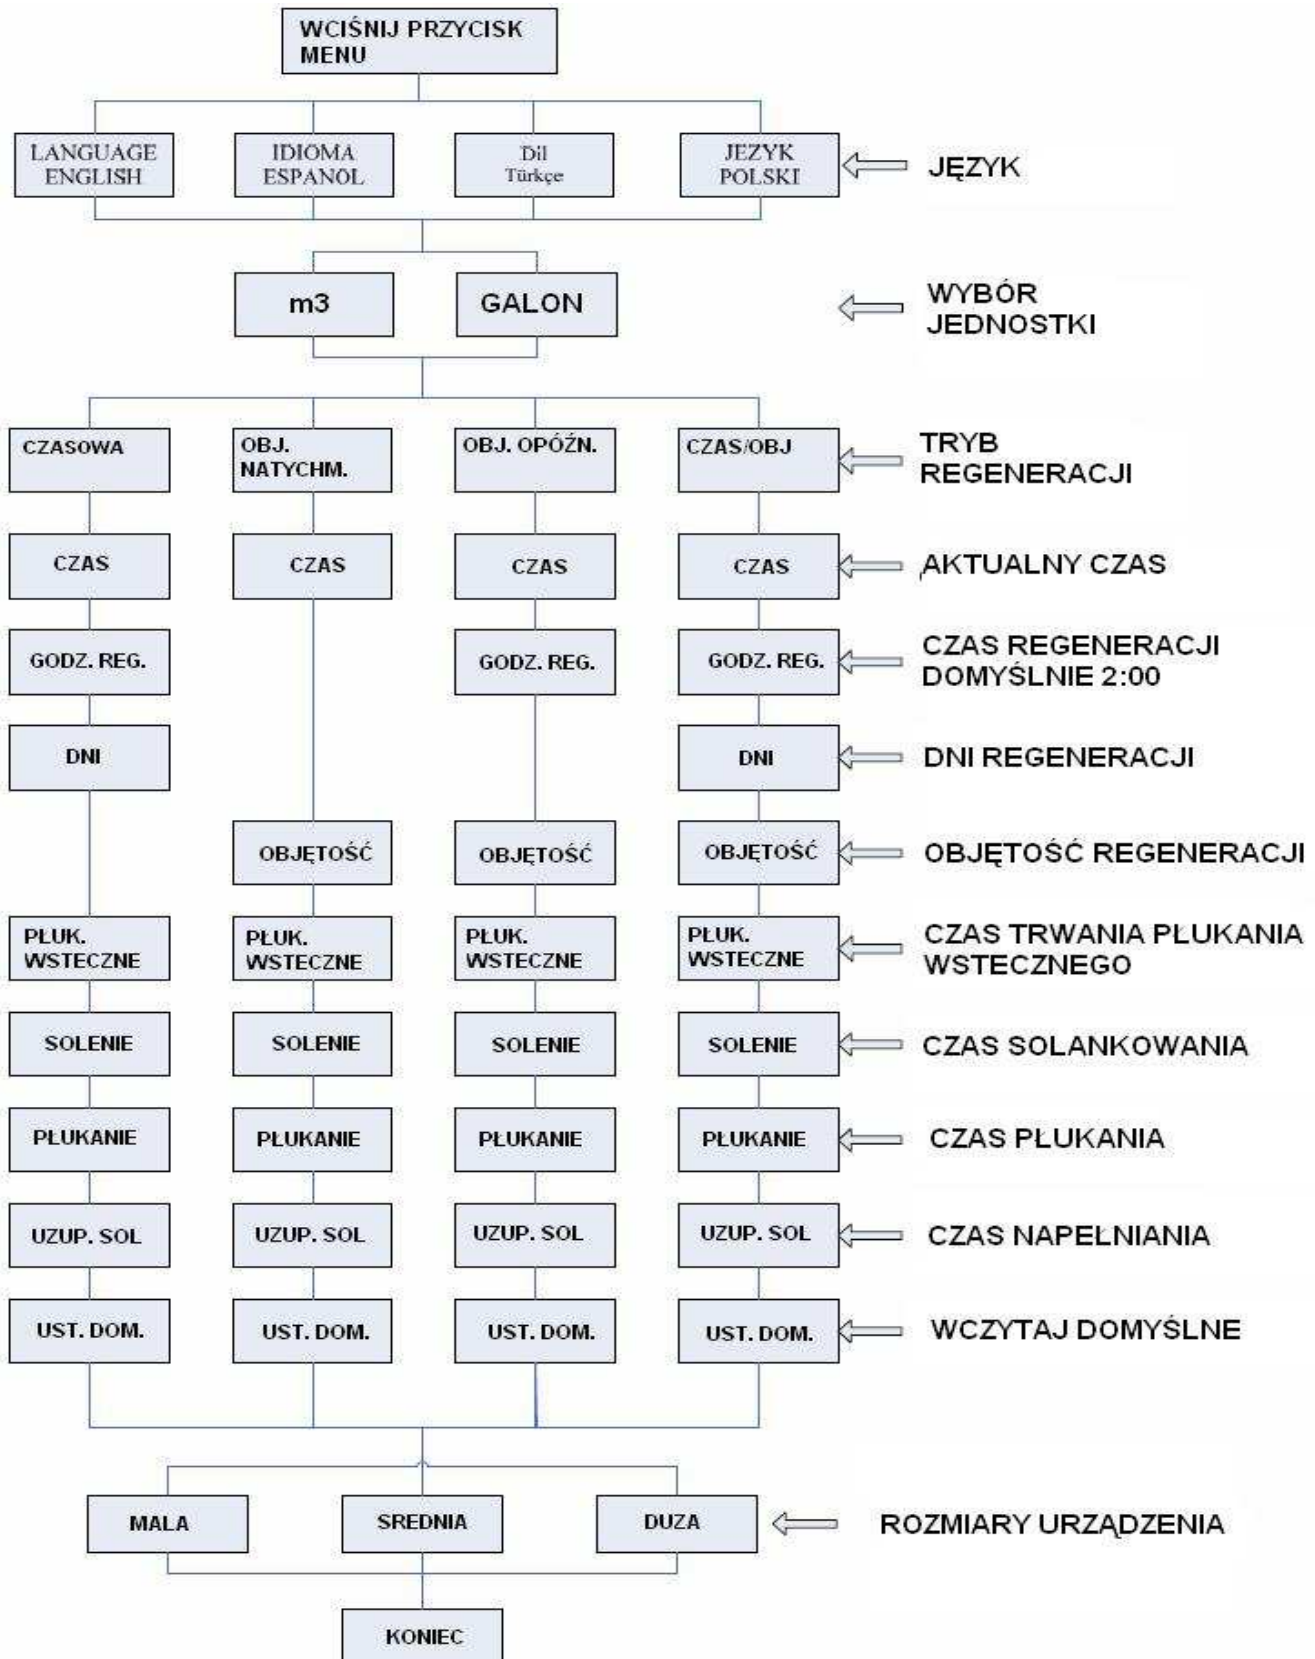 WCIŚNIJ PRZYCISK
MENU
LANGUAGE
ENGLISH
IDIOMA
ESPANOL
Dil
Türkçe
JEZYK
POLSKI
JĘZYK
m3
GALON
WYBÓR
JEDNOSTKI
CZASOWA
OBJ.
NATYCHM.
OBJ. OPÓŹN.
CZAS/OBJ
TRYB
REGENERACJI
CZAS
CZAS
CZAS
CZAS
AKTUALNY CZAS
GODZ. REG.
GODZ. REG.
GODZ. REG.
CZAS REGENERACJI
DOMYŚLNIE 2:00
DNI
DNI
DNI REGENERACJI
OBJĘTOŚĆ
OBJĘTOŚĆ
OBJĘTOŚĆ
OBJĘTOŚĆ REGENERACJI
PŁUK.
WSTECZNE
PŁUK.
WSTECZNE
PŁUK.
WSTECZNE
PŁUK.
WSTECZNE
CZAS TRWANIA PŁUKANIA
WSTECZNEGO
SOLENIE
SOLENIE
SOLENIE
SOLENIE
CZAS SOLANKOWANIA
PŁUKANIE
PŁUKANIE
PŁUKANIE
PŁUKANIE
CZAS PŁUKANIA
UZUP. SOL
UZUP. SOL
UZUP. SOL
UZUP. SOL
CZAS NAPEŁNIANIA
UST. DOM.
UST. DOM.
UST. DOM.
UST. DOM.
WCZYTAJ DOMYŚLNE
MALA
SREDNIA
DUZA
ROZMIARY URZĄDZENIA
KONIEC